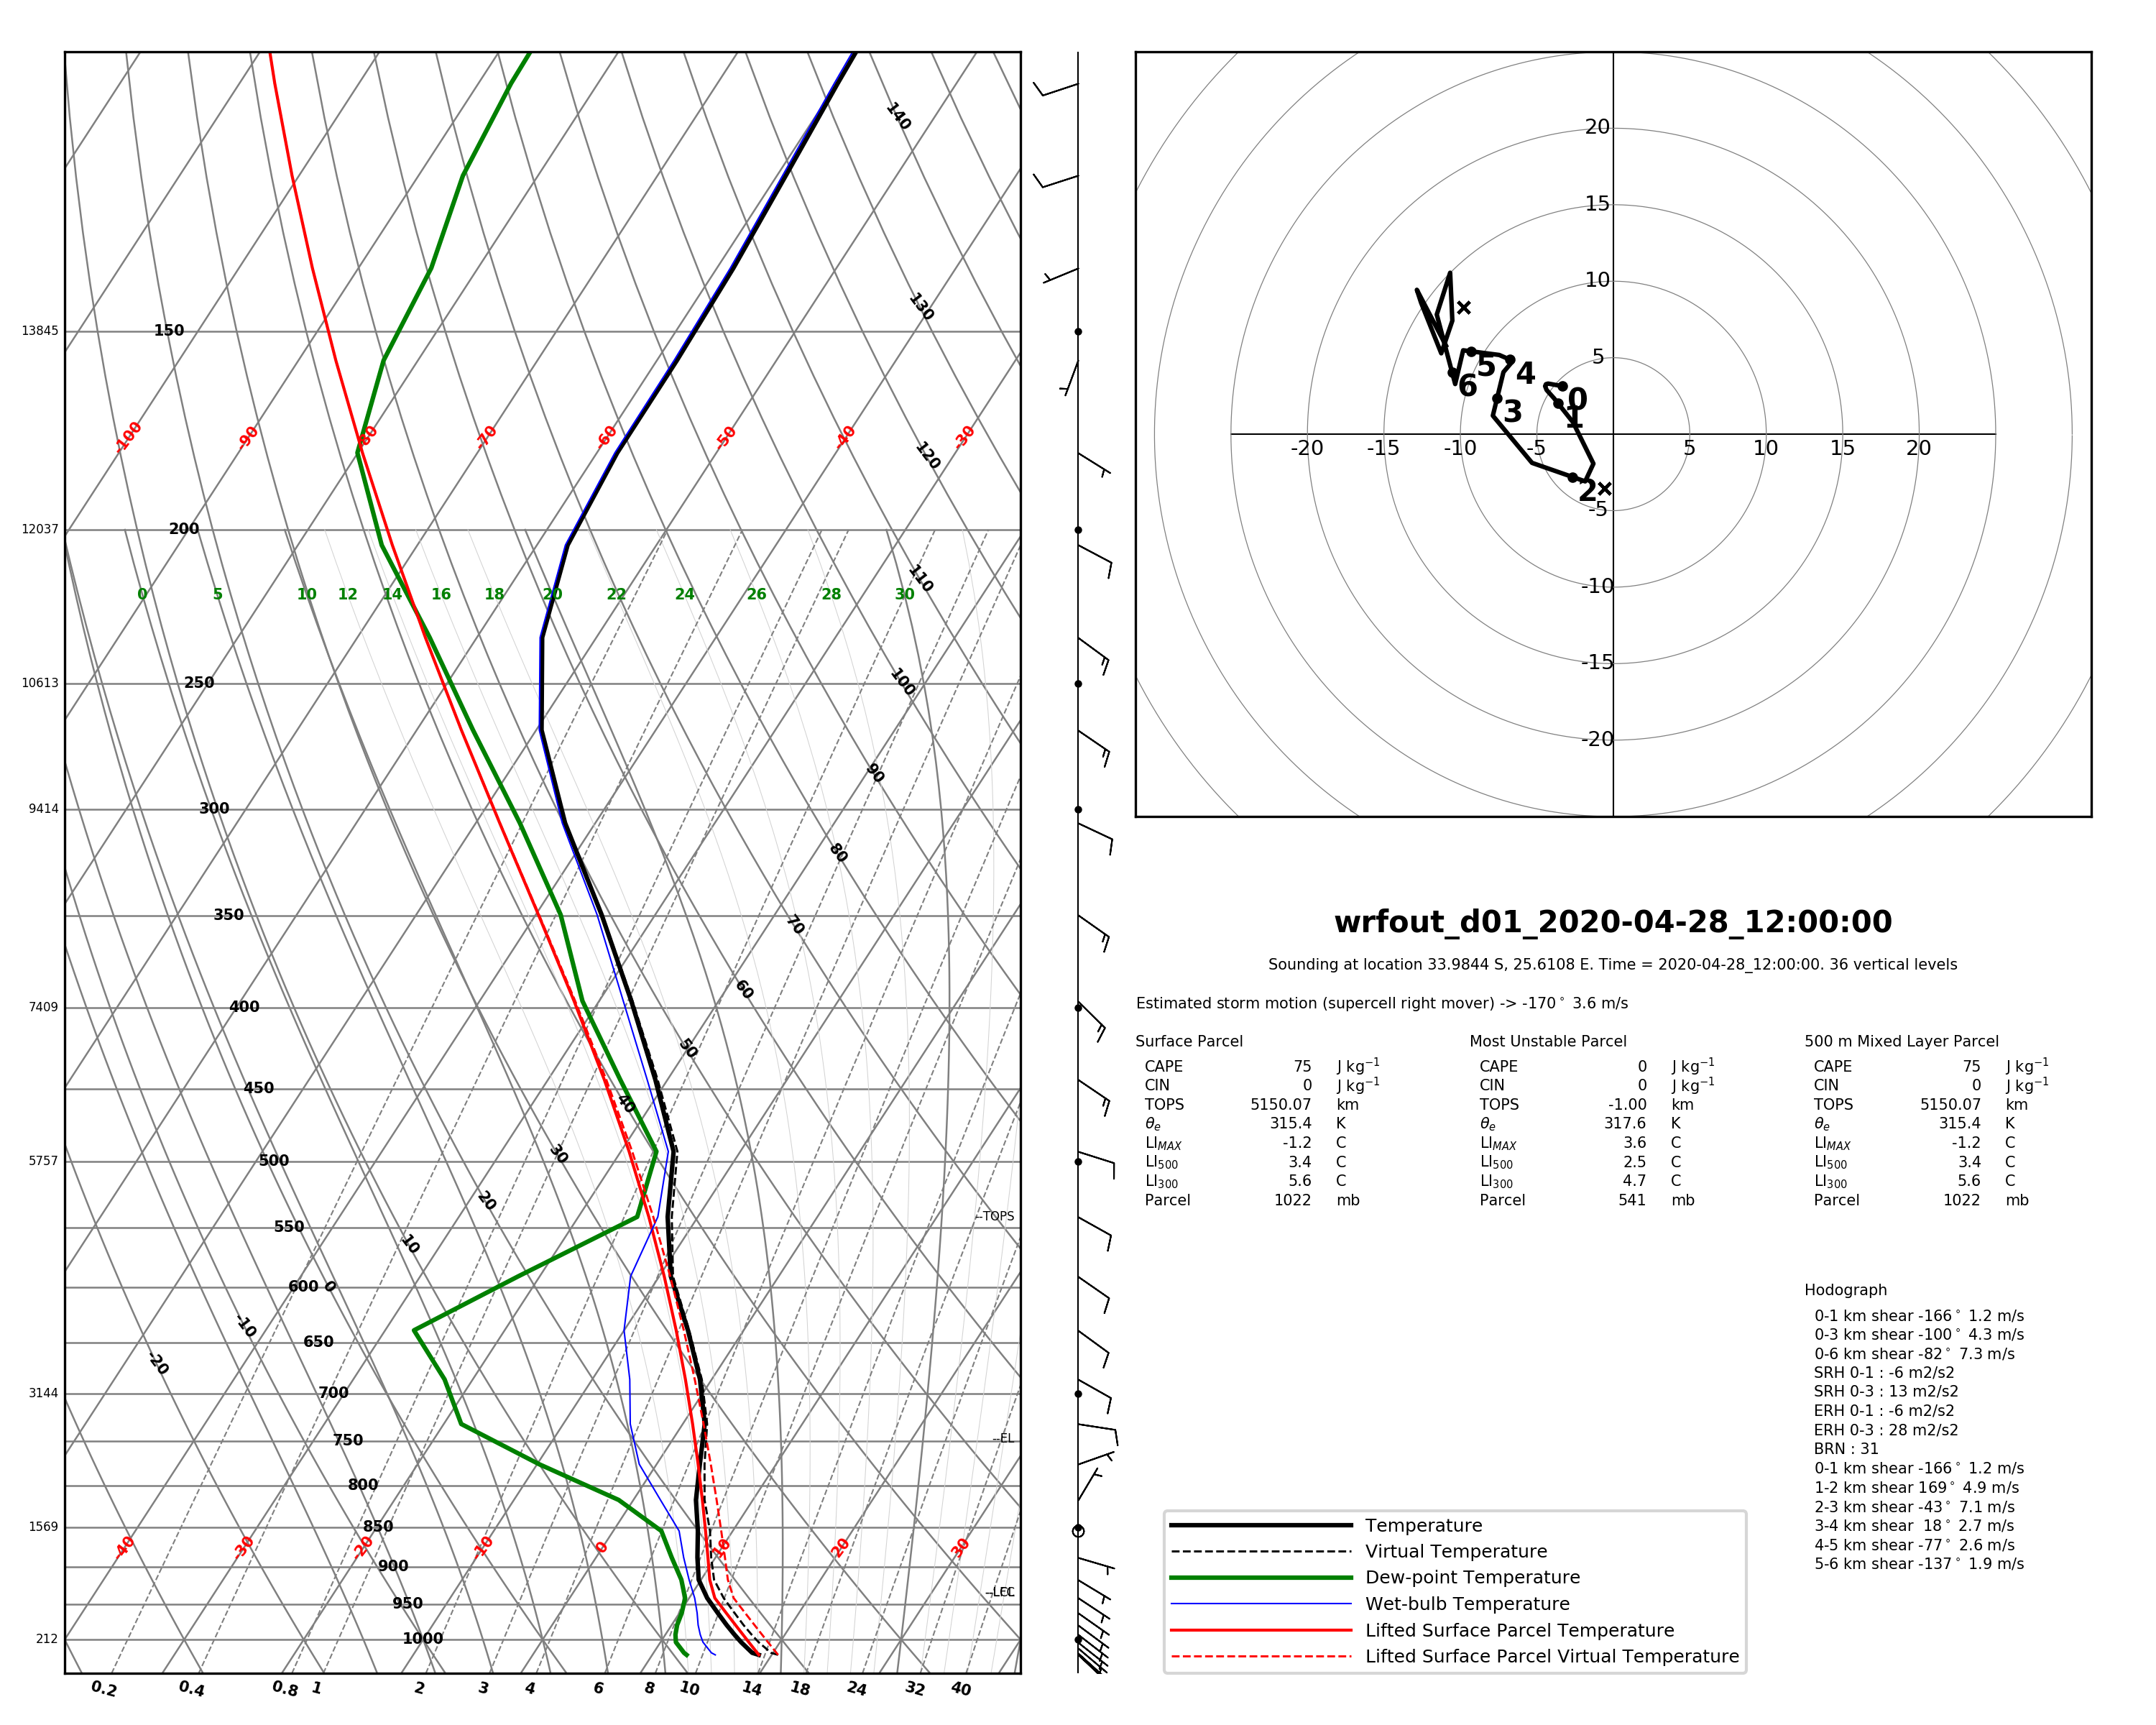 140
20
15
10
5
-20 -15 -10 -5 5 10 15 20
-5
-10
-15
-20
0 1 2 3 4 5 6
130
13845 150
-100 -90 -80 -70 -60 -50 -40 -30
120
12037 200
110
0 5 10 12 14 16 18 20 22 24 26 28 30
100
10613 250
90
9414 300
80
350
70
7409 400
60
50
450
40
5757 500
30
20
550 --TOPS
10
600 0
650
-10
-20
3144 700
750 --EL
800
1569 850
-40 -30 -20 -10 0 10 20 30
900
950
1000
212
0.2 0.4 0.8 1 2 3 4 6 8 10 14 18 24 32 40
wrfout_d01_2020-04-28_12:00:00
Sounding at location 33.9844 S, 25.6108 E. Time = 2020-04-28_12:00:00. 36 vertical levels
Estimated storm motion (supercell right mover) -> -170° 3.6 m/s
Surface Parcel
CAPE 75 J kg⁻¹
CIN 0 J kg⁻¹
TOPS 5150.07 km
θe 315.4 K
LI MAX -1.2 C
LI 500 3.4 C
LI 300 5.6 C
Parcel 1022 mb
Most Unstable Parcel
CAPE 0 J kg⁻¹
CIN 0 J kg⁻¹
TOPS -1.00 km
θe 317.6 K
LI MAX 3.6 C
LI 500 2.5 C
LI 300 4.7 C
Parcel 541 mb
500 m Mixed Layer Parcel
CAPE 75 J kg⁻¹
CIN 0 J kg⁻¹
TOPS 5150.07 km
θe 315.4 K
LI MAX -1.2 C
LI 500 3.4 C
LI 300 5.6 C
Parcel 1022 mb
Hodograph
0-1 km shear -166° 1.2 m/s
0-3 km shear -100° 4.3 m/s
0-6 km shear -82° 7.3 m/s
SRH 0-1 : -6 m2/s2
SRH 0-3 : 13 m2/s2
ERH 0-1 : -6 m2/s2
ERH 0-3 : 28 m2/s2
BRN : 31
0-1 km shear -166° 1.2 m/s
1-2 km shear 169° 4.9 m/s
2-3 km shear -43° 7.1 m/s
3-4 km shear 18° 2.7 m/s
4-5 km shear -77° 2.6 m/s
5-6 km shear -137° 1.9 m/s
Temperature
Virtual Temperature
Dew-point Temperature
Wet-bulb Temperature
Lifted Surface Parcel Temperature
Lifted Surface Parcel Virtual Temperature